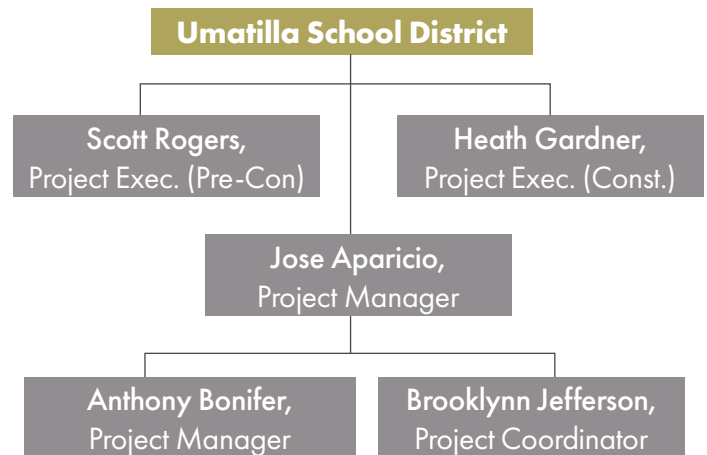 Umatilla School District
Scott Rogers,
Project Exec. (Pre-Con)
Heath Gardner,
Project Exec. (Const.)
Jose Aparicio,
Project Manager
Anthony Bonifer,
Project Manager
Brooklynn Jefferson,
Project Coordinator